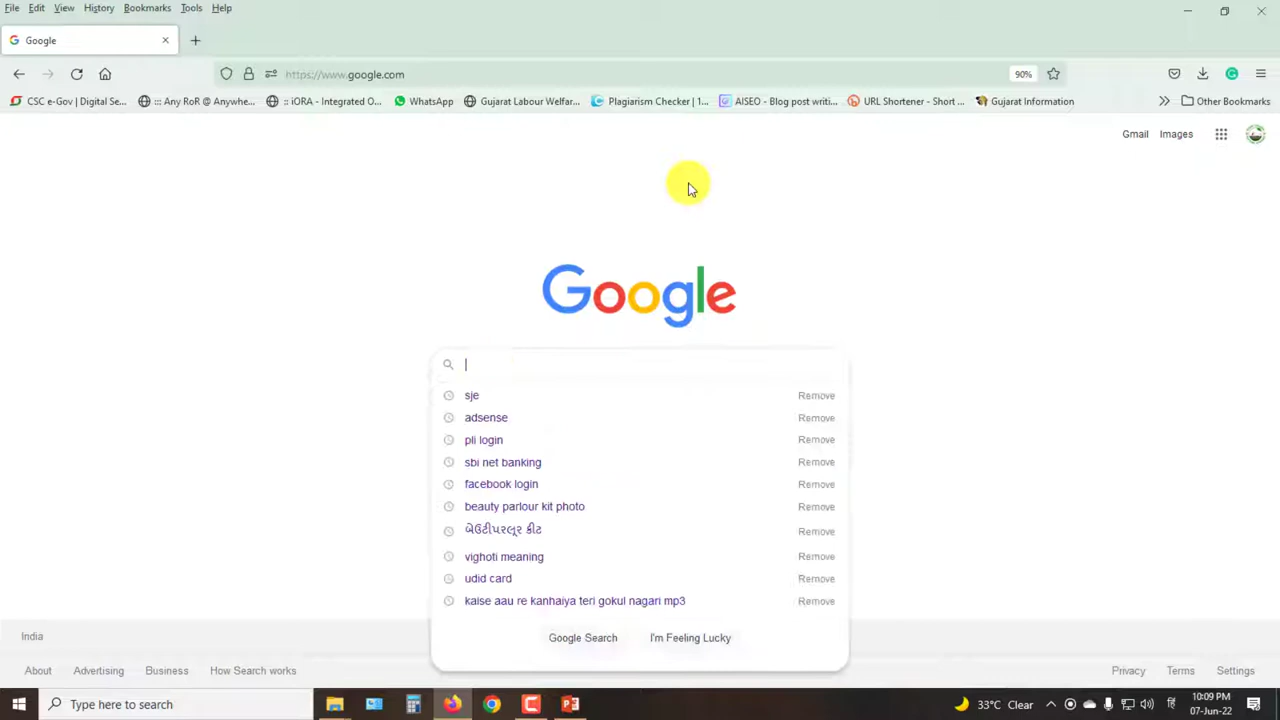 File Edit View History Bookmarks Tools Help
Google
https://www.google.com 90%
CSC e-Gov | Digital Se... ::: Any RoR @ Anywhe... :: iORA - Integrated O... WhatsApp Gujarat Labour Welfar... Plagiarism Checker | 1... AISEO - Blog post writi... URL Shortener - Short ... Gujarat Information Other Bookmarks
Gmail Images
Google
sje Remove
adsense Remove
pli login Remove
sbi net banking Remove
facebook login Remove
beauty parlour kit photo Remove
બેઉટીપરલૂર કીટ Remove
vighoti meaning Remove
udid card Remove
kaise aau re kanhaiya teri gokul nagari mp3 Remove
Google Search I'm Feeling Lucky
India
About Advertising Business How Search works Privacy Terms Settings
Type here to search 33°C Clear 10:09 PM
07-Jun-22